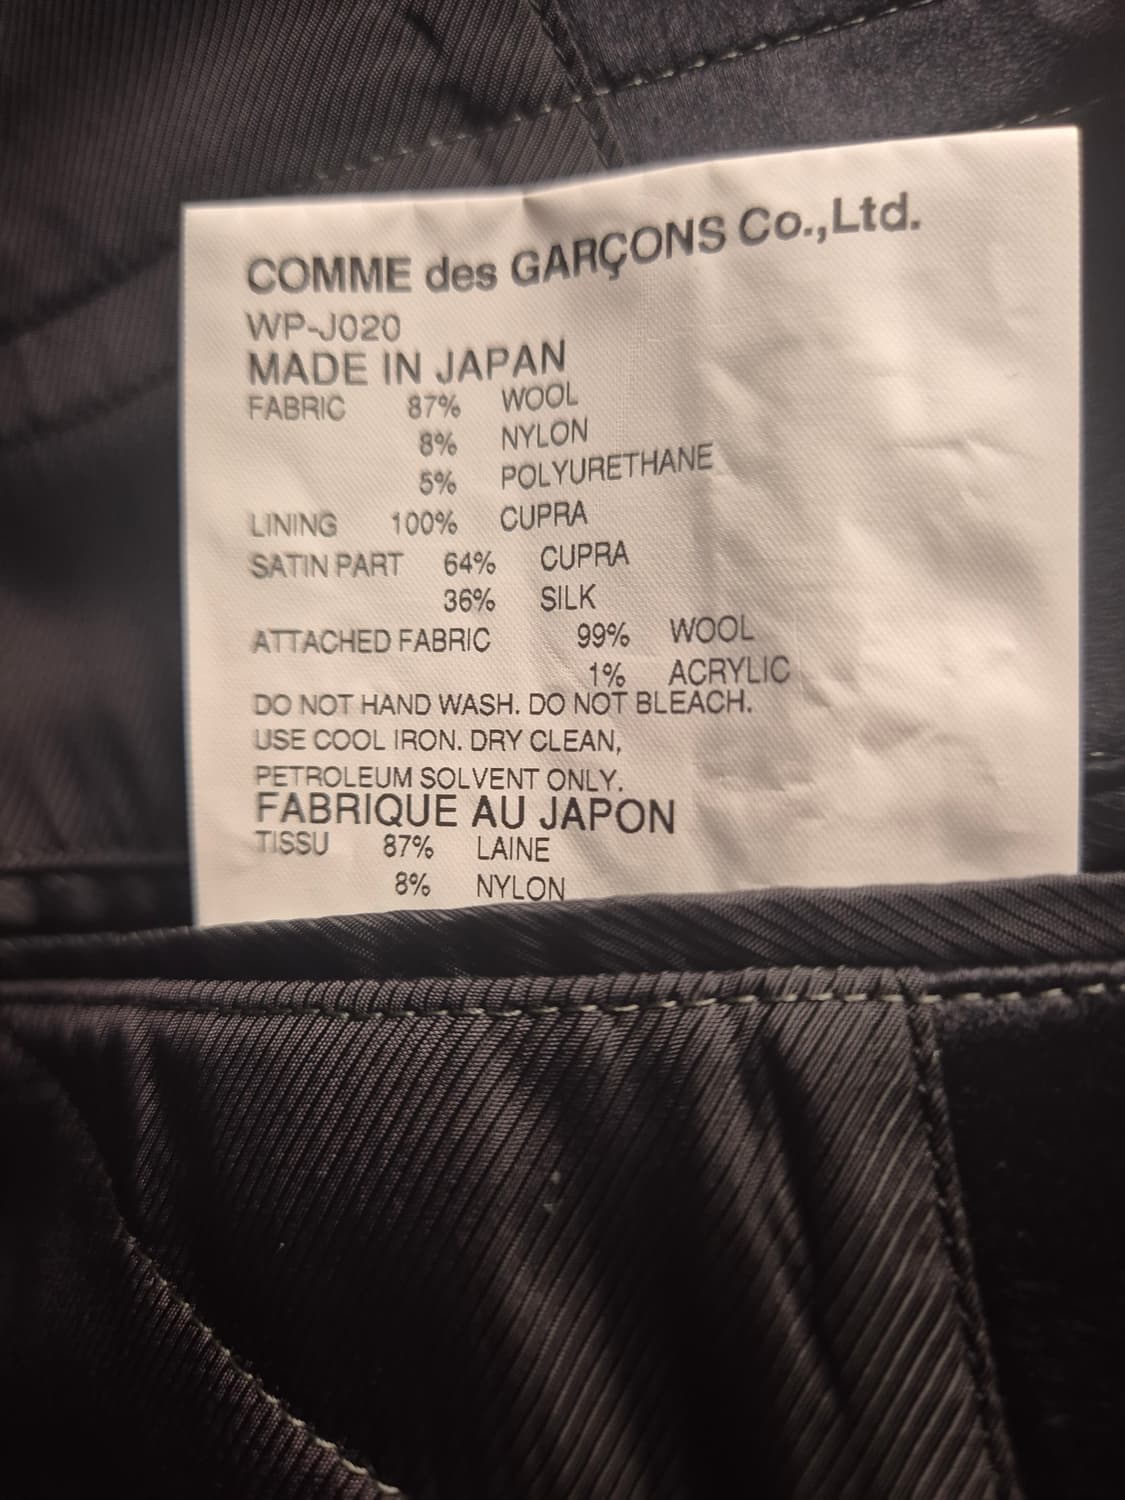 COMME des GARÇONS Co.,Ltd.
WP-J020
MADE IN JAPAN
FABRIC 87% WOOL
8% NYLON
5% POLYURETHANE
LINING 100% CUPRA
SATIN PART 64% CUPRA
36% SILK
ATTACHED FABRIC 99% WOOL
1% ACRYLIC
DO NOT HAND WASH. DO NOT BLEACH.
USE COOL IRON. DRY CLEAN,
PETROLEUM SOLVENT ONLY.
FABRIQUE AU JAPON
TISSU 87% LAINE
8% NYLON